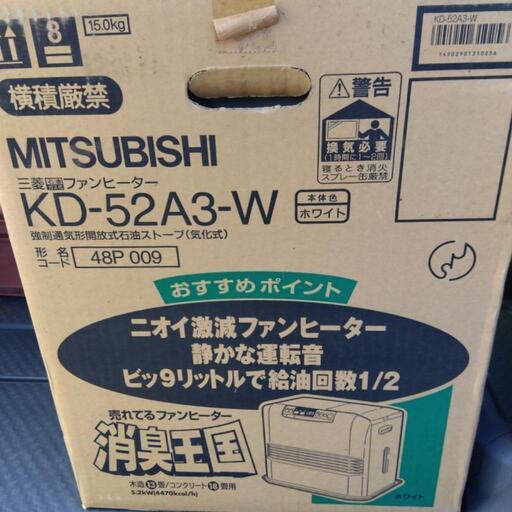 8
15.0kg
KD-52A3-W
横積厳禁
警告
換気必要
(1時間に1~2回)
寝るとき消火
スプレー缶厳禁
MITSUBISHI
三菱石油ファンヒーター
KD-52A3-W
本体色
ホワイト
強制通気形開放式石油ストーブ(気化式)
形名
コード
48P 009
おすすめポイント
ニオイ激減ファンヒーター
静かな運転音
ビッ9リットルで給油回数1/2
売れてるファンヒーター
消臭王国
木造13畳/コンクリート18畳用
5.2kW(4470kcal/h)
ホワイト